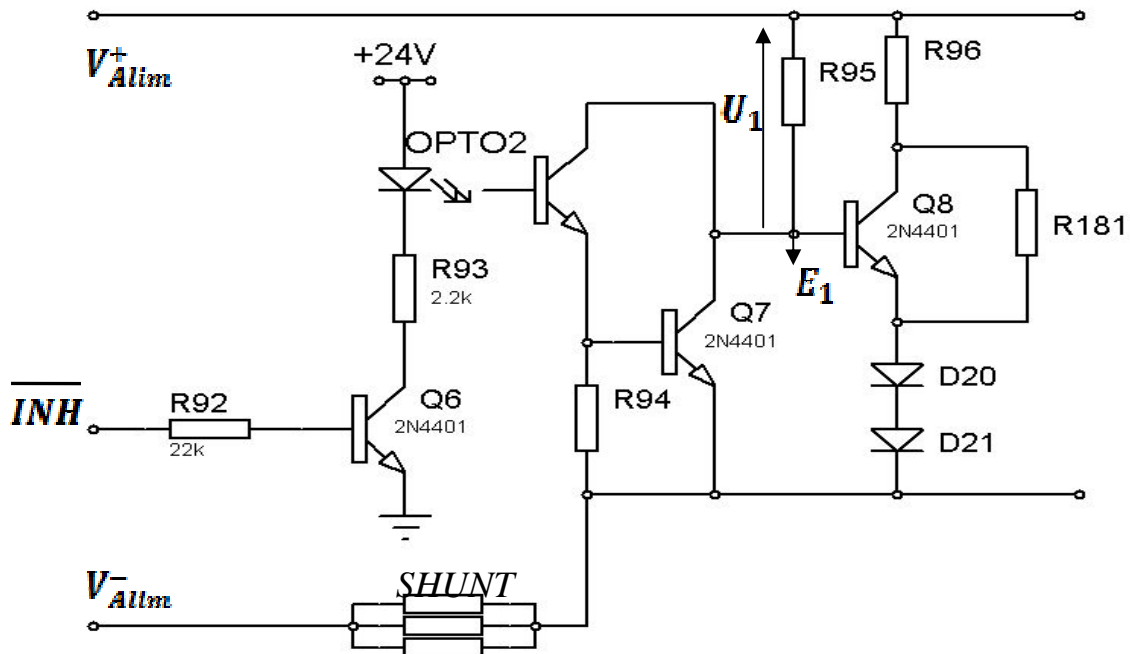 V⁺Alim
+24V
R95
R96
U₁
OPTO2
Q8
2N4401
R181
R93
2.2k
E₁
Q7
2N4401
I̅N̅H̅
R92
22k
Q6
2N4401
R94
D20
D21
V⁻Alim
SHUNT